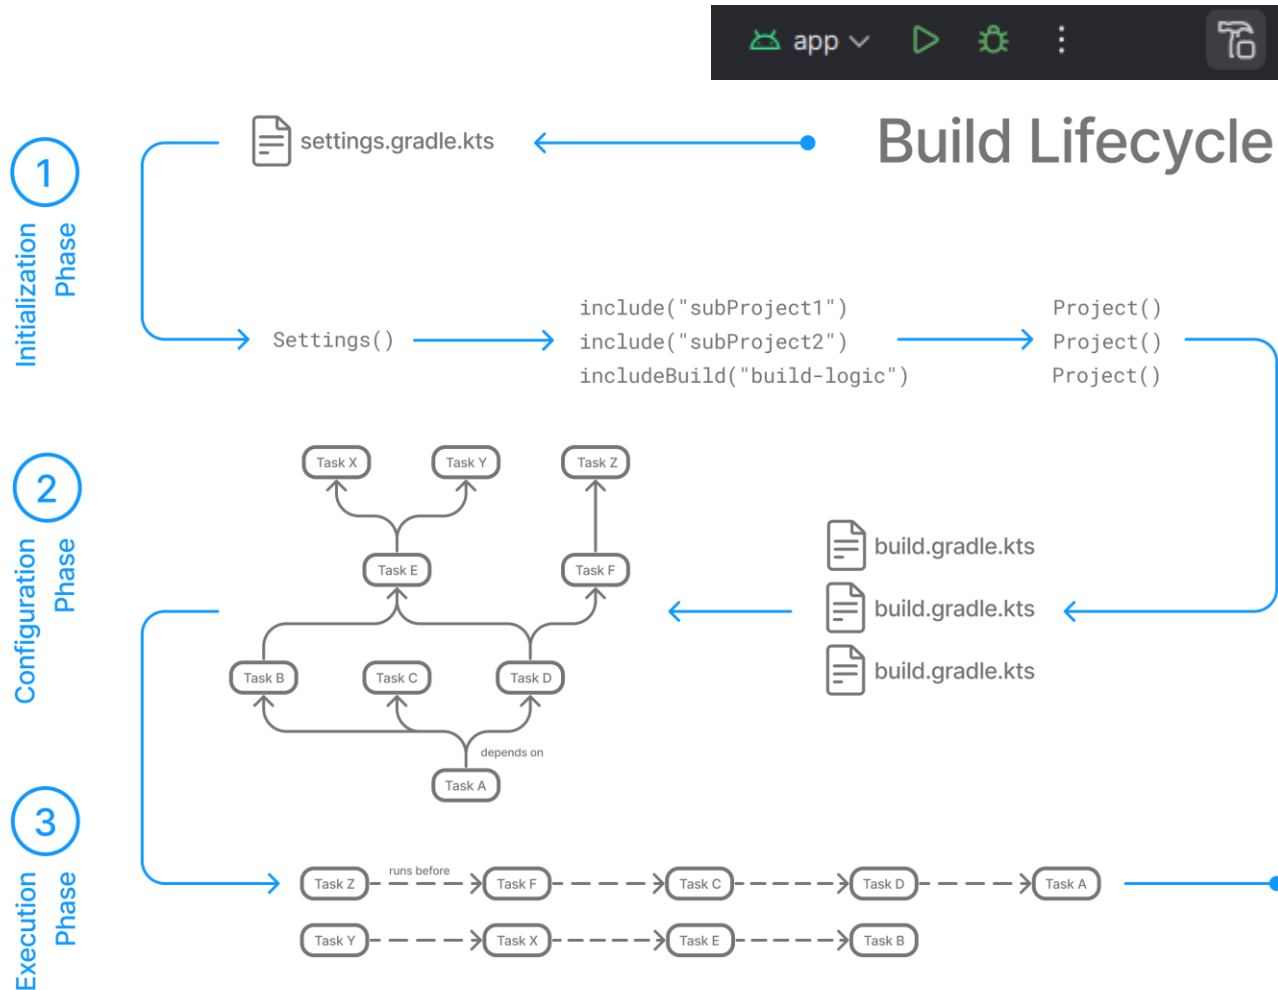 app
Build Lifecycle
1
Initialization
Phase
settings.gradle.kts
Settings()
include("subProject1")
include("subProject2")
includeBuild("build-logic")
Project()
Project()
Project()
2
Configuration
Phase
build.gradle.kts
build.gradle.kts
build.gradle.kts
Task X
Task Y
Task Z
Task E
Task F
Task B
Task C
Task D
depends on
Task A
3
Execution
Phase
Task Z
runs before
Task F
Task C
Task D
Task A
Task Y
Task X
Task E
Task B